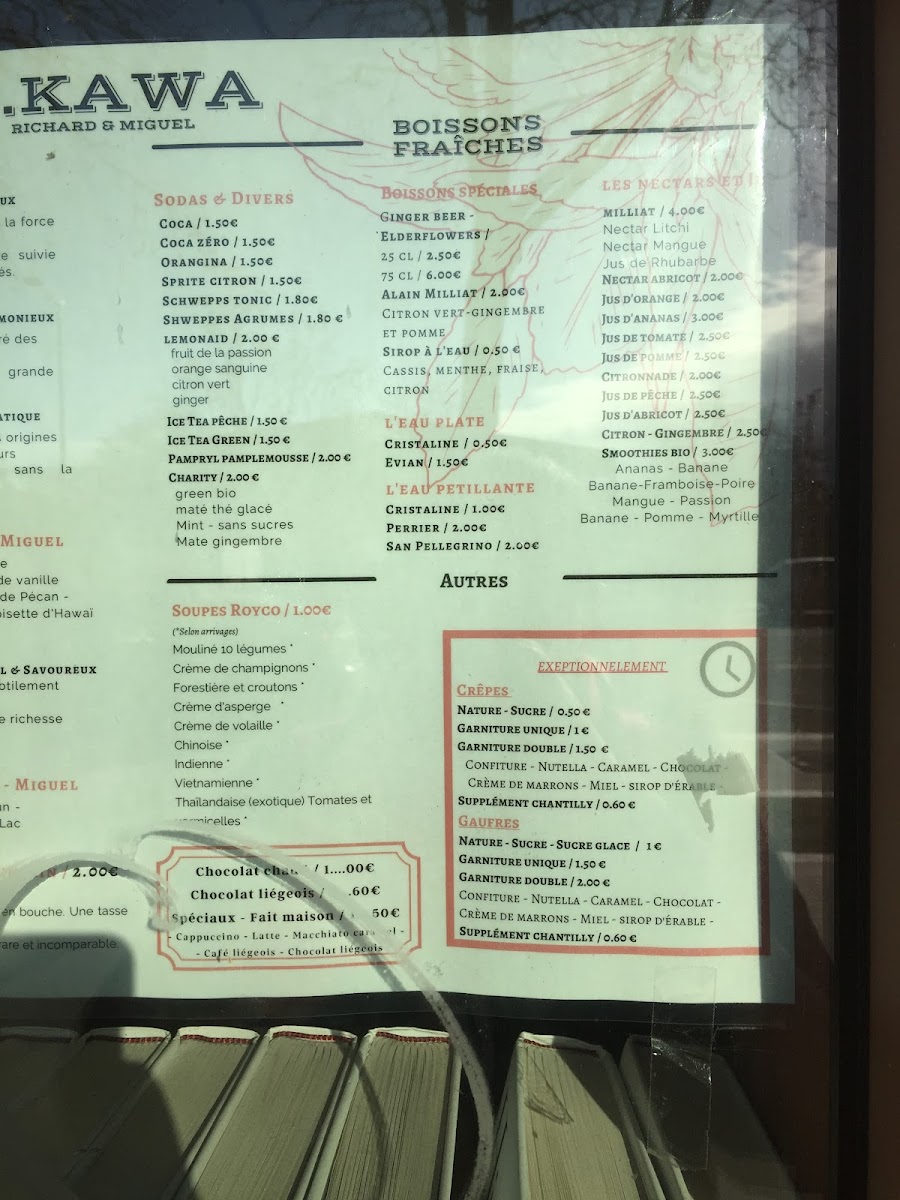 .KAWA
RICHARD & MIGUEL
BOISSONS
FRAÎCHES
UX
la force
e suivie
és.
MONIEUX
ré des
grande
ATIQUE
origines
urs
sans la
MIGUEL
e
de vanille
de Pécan -
oisette d'Hawaï
L & SAVOUREUX
btilement
e richesse
- MIGUEL
un -
Lac
/ 2.00€
en bouche. Une tasse
rare et incomparable.
SODAS & DIVERS
COCA / 1.50€
COCA ZÉRO / 1.50€
ORANGINA / 1.50€
SPRITE CITRON / 1.50€
SCHWEPPS TONIC / 1.80€
SHWEPPES AGRUMES / 1.80 €
LEMONAID / 2.00 €
fruit de la passion
orange sanguine
citron vert
ginger
ICE TEA PÊCHE / 1.50 €
ICE TEA GREEN / 1.50 €
PAMPRYL PAMPLEMOUSSE / 2.00 €
CHARITY / 2.00 €
green bio
maté thé glacé
Mint - sans sucres
Mate gingembre
BOISSONS SPÉCIALES
GINGER BEER -
ELDERFLOWERS /
25 CL / 2.50€
75 CL / 6.00€
ALAIN MILLIAT / 2.00€
CITRON VERT-GINGEMBRE
ET POMME
SIROP À L'EAU / 0.50 €
CASSIS, MENTHE, FRAISE,
CITRON
L'EAU PLATE
CRISTALINE / 0.50€
EVIAN / 1.50€
L'EAU PETILLANTE
CRISTALINE / 1.00€
PERRIER / 2.00€
SAN PELLEGRINO / 2.00€
LES NECTARS ET J
MILLIAT / 4.00€
Nectar Litchi
Nectar Mangue
Jus de Rhubarbe
NECTAR ABRICOT / 2.00€
JUS D'ORANGE / 2.00€
JUS D'ANANAS / 3.00€
JUS DE TOMATE / 2.50€
JUS DE POMME / 2.50€
CITRONNADE / 2.00€
JUS DE PÊCHE / 2.50€
JUS D'ABRICOT / 2.50€
CITRON - GINGEMBRE / 2.50€
SMOOTHIES BIO / 3.00€
Ananas - Banane
Banane-Framboise-Poire
Mangue - Passion
Banane - Pomme - Myrtille
AUTRES
SOUPES ROYCO / 1.00€
(*Selon arrivages)
Mouliné 10 légumes *
Crème de champignons *
Forestière et croutons *
Crème d'asperge *
Crème de volaille *
Chinoise *
Indienne *
Vietnamienne *
Thaïlandaise (exotique) Tomates et
vermicelles *
Chocolat chaud / 1....00€
Chocolat liégeois / .60€
Spéciaux - Fait maison / 50€
- Cappuccino - Latte - Macchiato caramel -
- Café liégeois - Chocolat liégeois
EXEPTIONNELEMENT
CRÊPES
NATURE - SUCRE / 0.50 €
GARNITURE UNIQUE / 1 €
GARNITURE DOUBLE / 1.50 €
CONFITURE - NUTELLA - CARAMEL - CHOCOLAT -
CRÈME DE MARRONS - MIEL - SIROP D'ÉRABLE -
SUPPLÉMENT CHANTILLY / 0.60 €
GAUFRES
NATURE - SUCRE - SUCRE GLACE / 1 €
GARNITURE UNIQUE / 1.50 €
GARNITURE DOUBLE / 2.00 €
CONFITURE - NUTELLA - CARAMEL - CHOCOLAT -
CRÈME DE MARRONS - MIEL - SIROP D'ÉRABLE -
SUPPLÉMENT CHANTILLY / 0.60 €